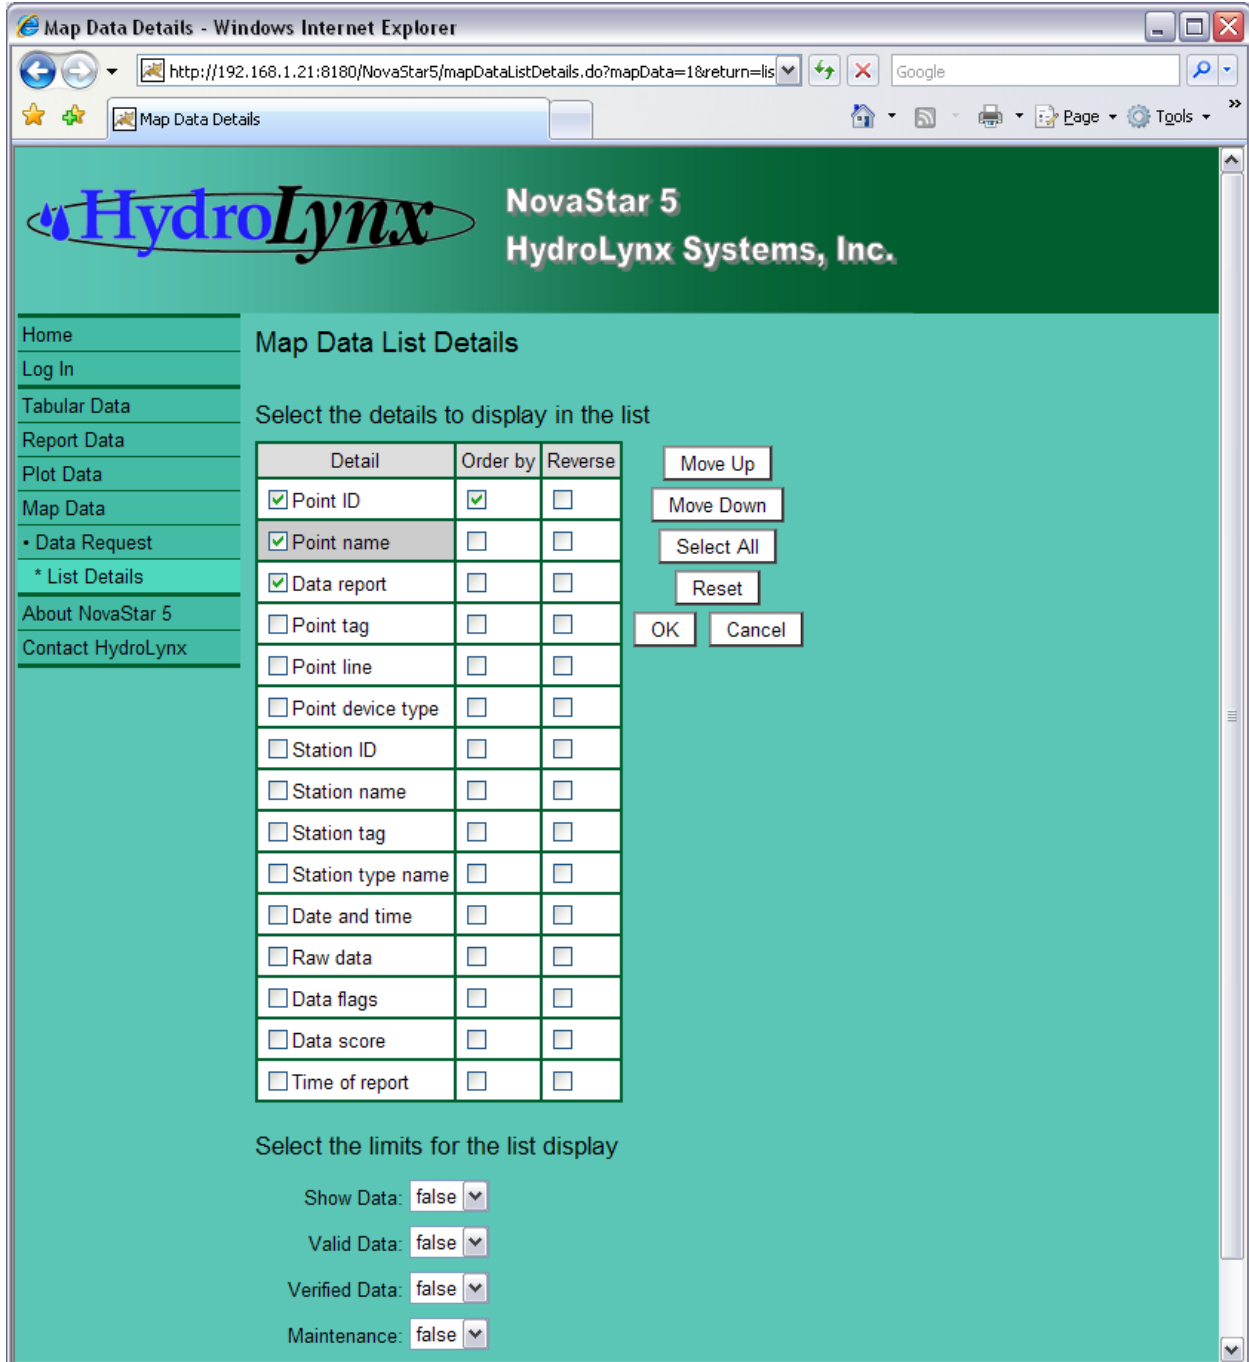 Map Data Details - Windows Internet Explorer
http://192.168.1.21:8180/NovaStar5/mapDataListDetails.do?mapData=1&return=lis
Google
Map Data Details
Page
Tools
»
HydroLynx
NovaStar 5
HydroLynx Systems, Inc.
Home
Log In
Tabular Data
Report Data
Plot Data
Map Data
• Data Request
* List Details
About NovaStar 5
Contact HydroLynx
Map Data List Details
Select the details to display in the list
Detail Order by Reverse
Point ID
Point name
Data report
Point tag
Point line
Point device type
Station ID
Station name
Station tag
Station type name
Date and time
Raw data
Data flags
Data score
Time of report
Move Up
Move Down
Select All
Reset
OK Cancel
Select the limits for the list display
Show Data: false
Valid Data: false
Verified Data: false
Maintenance: false